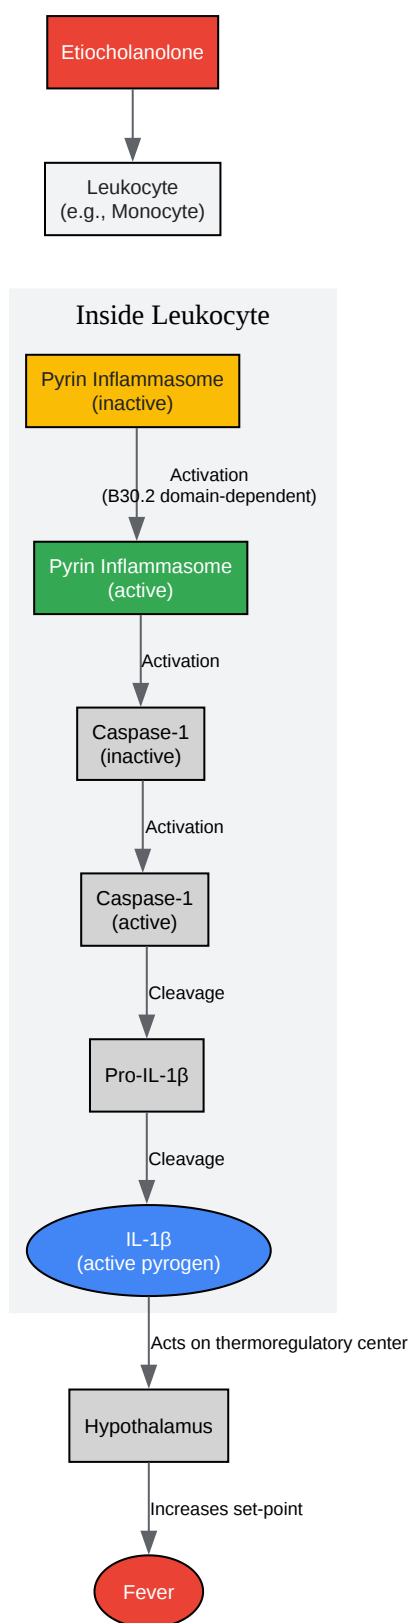 Etiocholanolone
Leukocyte
(e.g., Monocyte)
Inside Leukocyte
Pyrin Inflammasome
(inactive)
Activation
(B30.2 domain-dependent)
Pyrin Inflammasome
(active)
Activation
Caspase-1
(inactive)
Activation
Caspase-1
(active)
Cleavage
Pro-IL-1β
Cleavage
IL-1β
(active pyrogen)
Acts on thermoregulatory center
Hypothalamus
Increases set-point
Fever